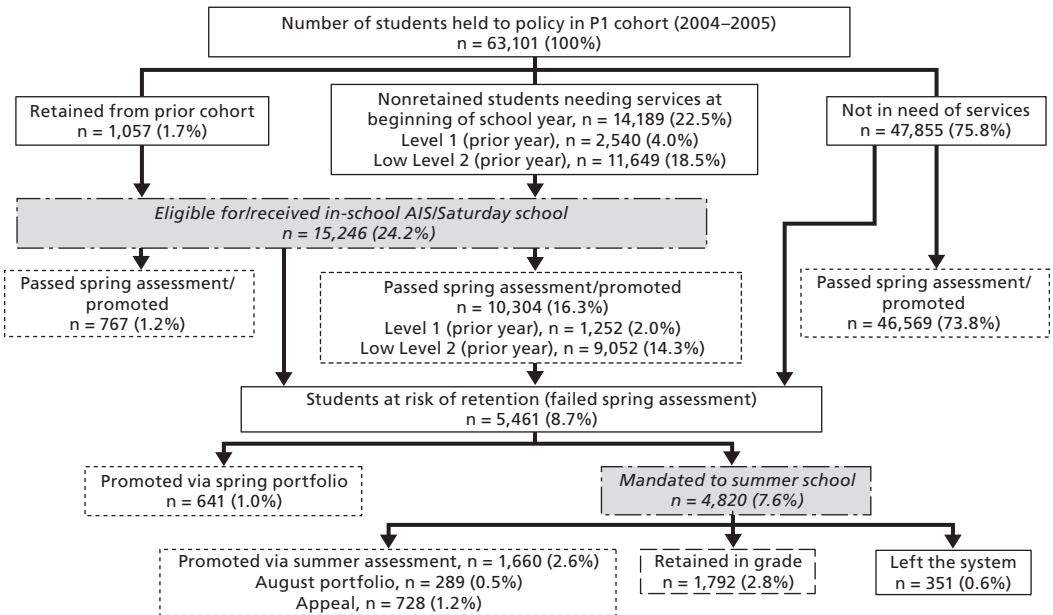 Number of students held to policy in P1 cohort (2004–2005)
n = 63,101 (100%)
Retained from prior cohort
n = 1,057 (1.7%)
Nonretained students needing services at
beginning of school year, n = 14,189 (22.5%)
Level 1 (prior year), n = 2,540 (4.0%)
Low Level 2 (prior year), n = 11,649 (18.5%)
Not in need of services
n = 47,855 (75.8%)
Eligible for/received in-school AIS/Saturday school
n = 15,246 (24.2%)
Passed spring assessment/
promoted
n = 767 (1.2%)
Passed spring assessment/promoted
n = 10,304 (16.3%)
Level 1 (prior year), n = 1,252 (2.0%)
Low Level 2 (prior year), n = 9,052 (14.3%)
Passed spring assessment/
promoted
n = 46,569 (73.8%)
Students at risk of retention (failed spring assessment)
n = 5,461 (8.7%)
Promoted via spring portfolio
n = 641 (1.0%)
Mandated to summer school
n = 4,820 (7.6%)
Promoted via summer assessment, n = 1,660 (2.6%)
August portfolio, n = 289 (0.5%)
Appeal, n = 728 (1.2%)
Retained in grade
n = 1,792 (2.8%)
Left the system
n = 351 (0.6%)